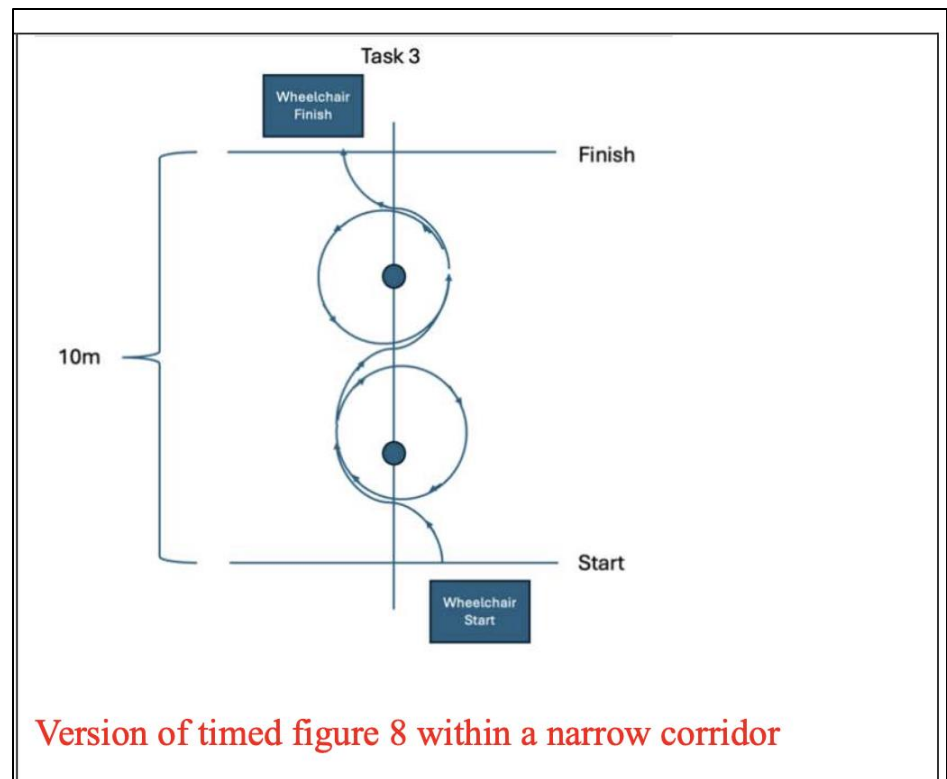 Task 3
Wheelchair
Finish
Finish
10m
Start
Wheelchair
Start
Version of timed figure 8 within a narrow corridor